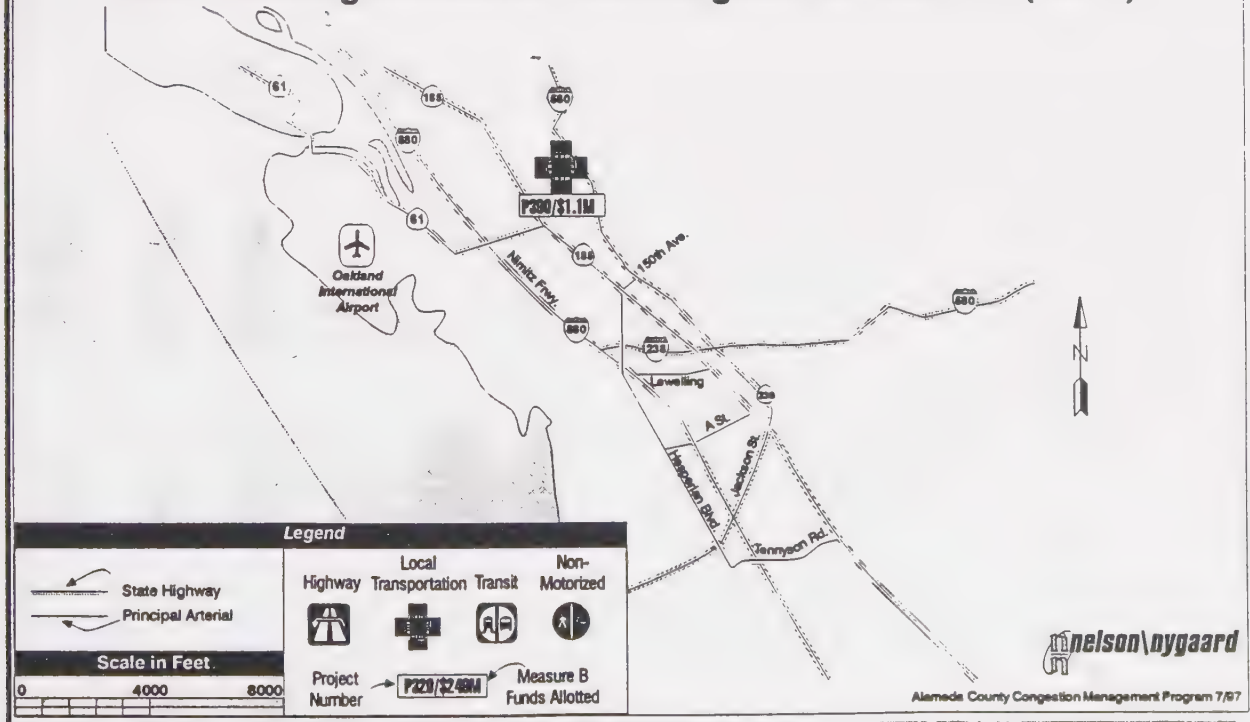 61
185
580
880
P390/$1.1M
61
Oakland
International
Airport
185
150th Ave.
Nimitz Frwy.
880
580
238
N
Lewelling
238
A St.
Jackson St.
Hesperian Blvd.
Tennyson Rd.
Legend
State Highway
Principal Arterial
Scale in Feet
0 4000 8000
Highway
Local
Transportation
Transit
Non-
Motorized
Project
Number
P320/$249M
Measure B
Funds Allotted
nelson\nygaard
Alameda County Congestion Management Program 7/97